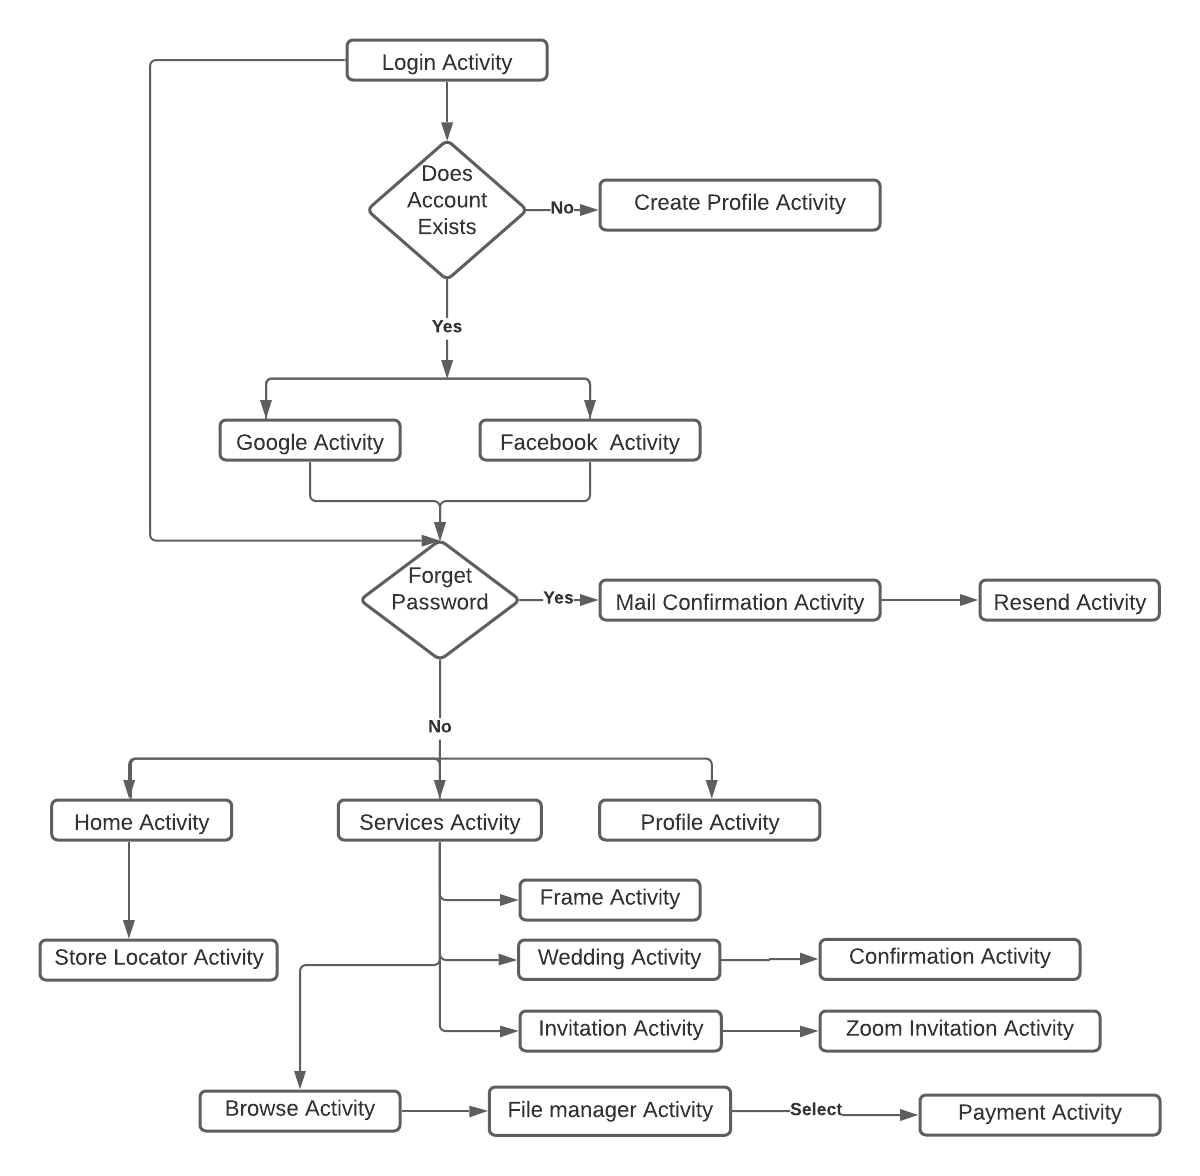 Login Activity
Does
Account
Exists
No
Create Profile Activity
Yes
Google Activity
Facebook  Activity
Forget
Password
Yes
Mail Confirmation Activity
Resend Activity
No
Home Activity
Services Activity
Profile Activity
Frame Activity
Store Locator Activity
Wedding Activity
Confirmation Activity
Invitation Activity
Zoom Invitation Activity
Browse Activity
File manager Activity
Select
Payment Activity